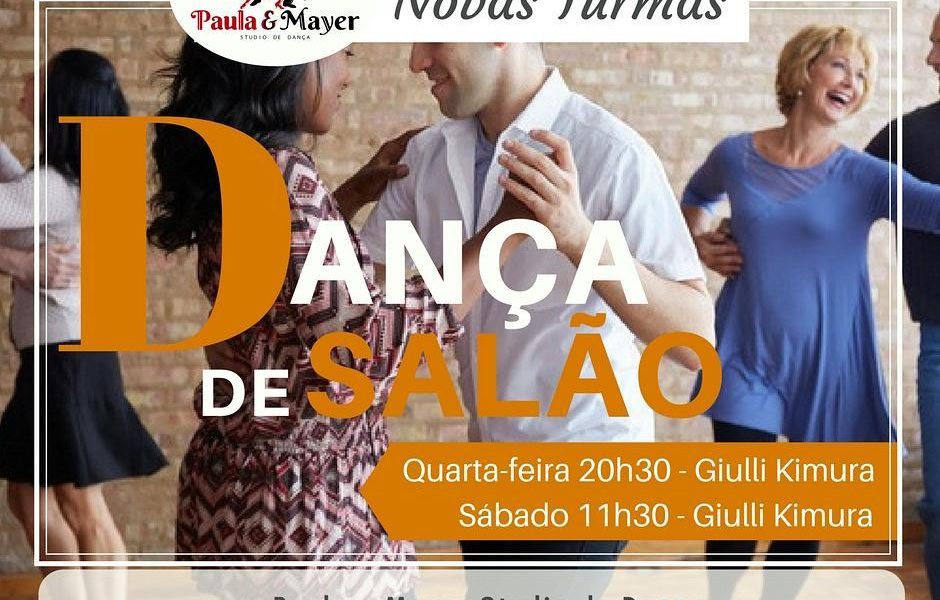 Paula & Mayer
STUDIO DE DANÇA
Novas Turmas
DANÇA
DE SALÃO
Quarta-feira 20h30 - Giulli Kimura
Sábado 11h30 - Giulli Kimura